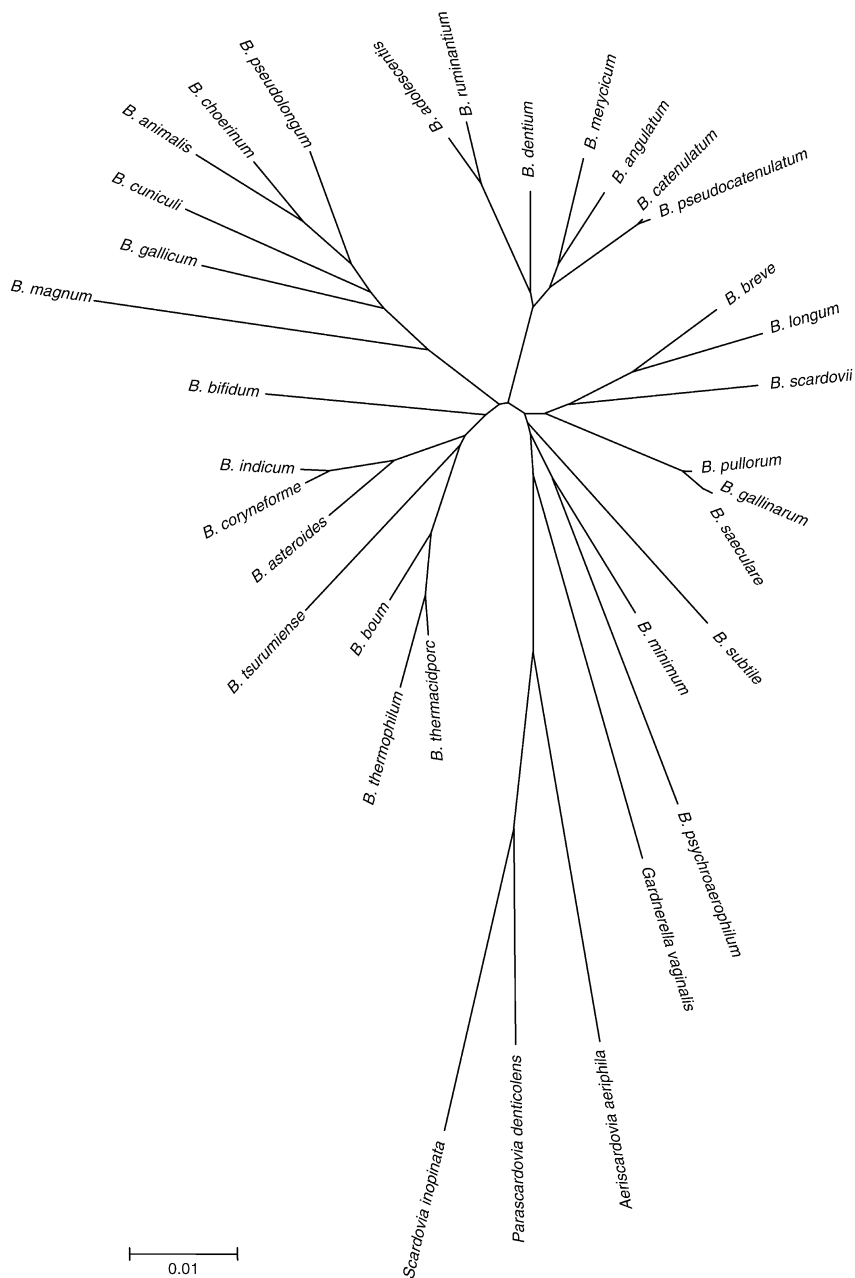 B. ruminantium
B. adolescentis
B. pseudolongum
B. choerinum
B. animalis
B. cuniculi
B. gallicum
B. magnum
B. dentium
B. merycicum
B. angulatum
B. catenulatum
B. pseudocatenulatum
B. breve
B. longum
B. scardovii
B. bifidum
B. pullorum
B. gallinarum
B. saeculare
B. indicum
B. coryneforme
B. asteroides
B. tsurumiense
B. boum
B. thermophilum
B. thermacidporc
B. minimum
B. subtile
B. psychroaerophilum
Gardnerella vaginalis
Aeriscardovia aeriphila
Parascardovia denticolens
Scardovia inopinata
0.01